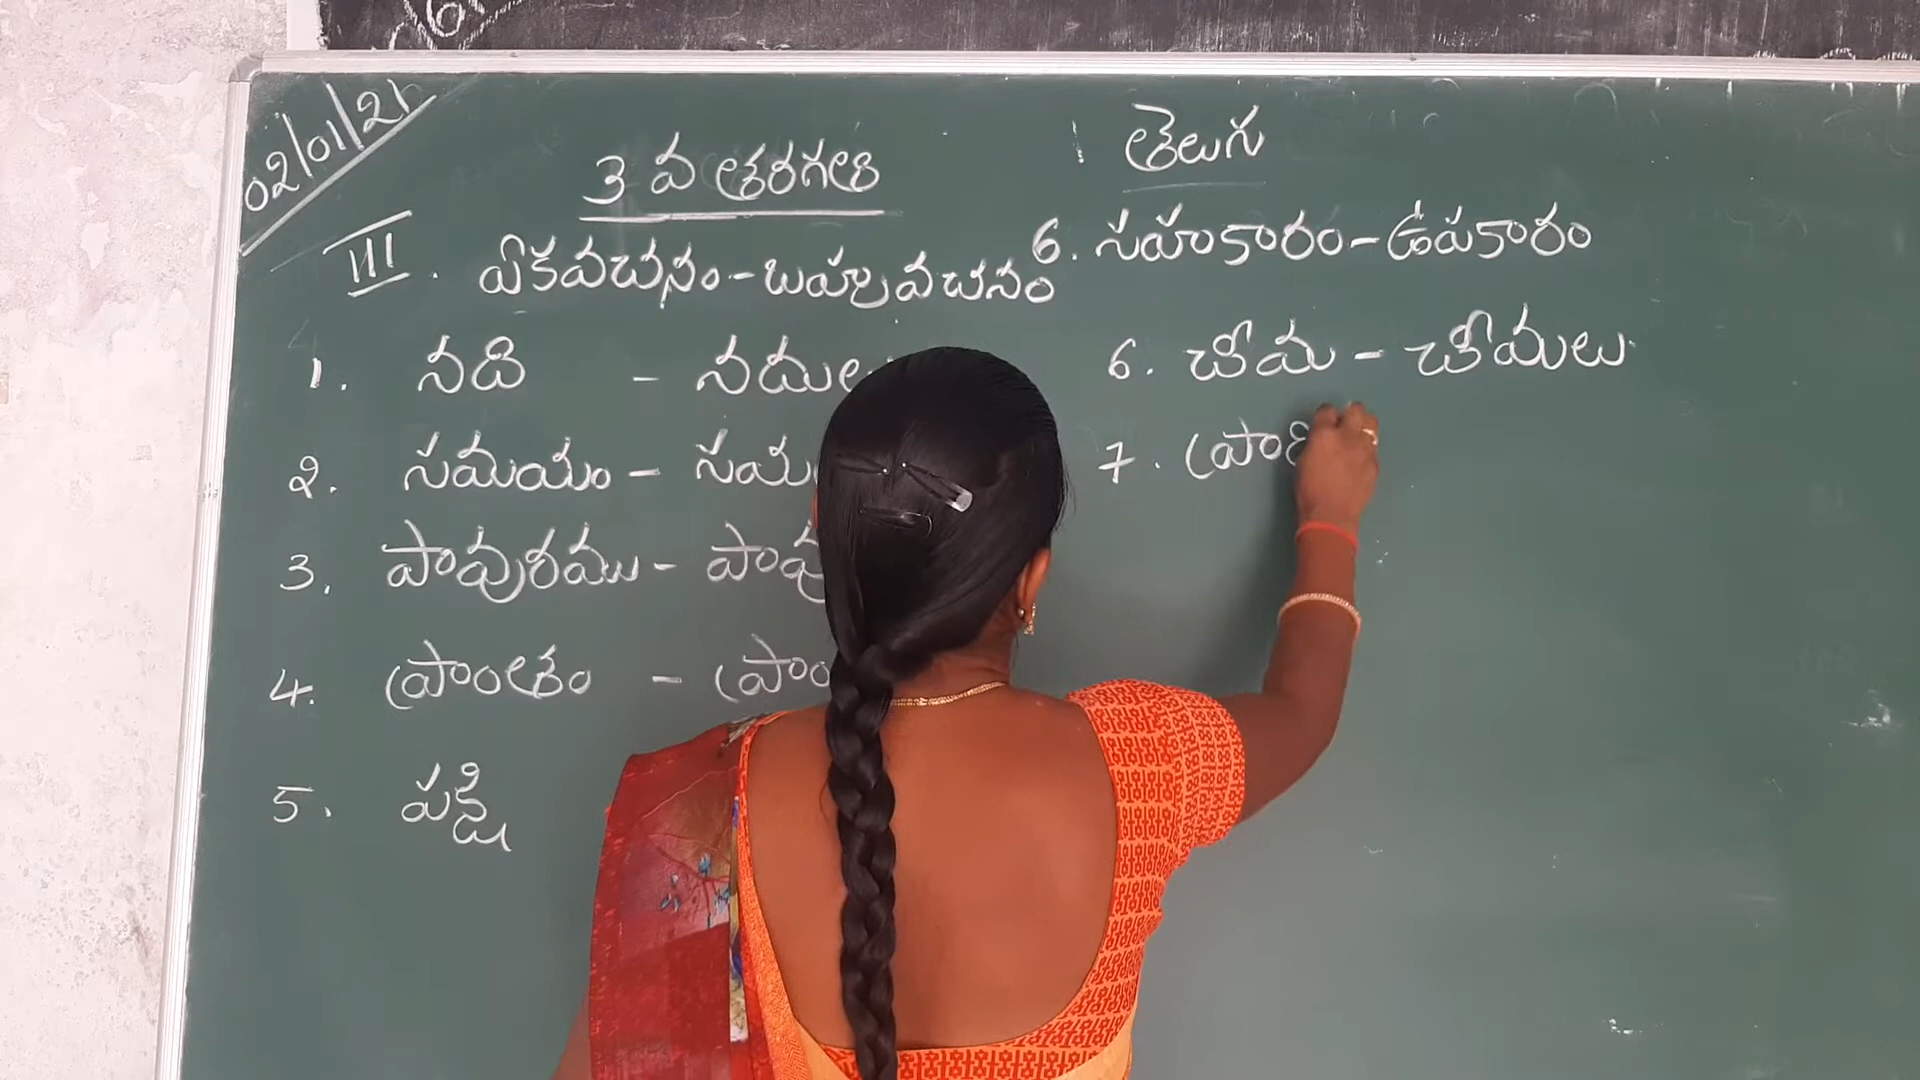 02/01/21
3 వ తరగతి
తెలుగు
III. ఏకవచనం - బహువచనం
1. నది - నదుల
2. సమయం - సమ
3. పావురము - పావు
4. ప్రాంతం - ప్రాం
5. పక్షి
6. సహకారం - ఉపకారం
6. చీమ - చీమలు
7. ప్రా